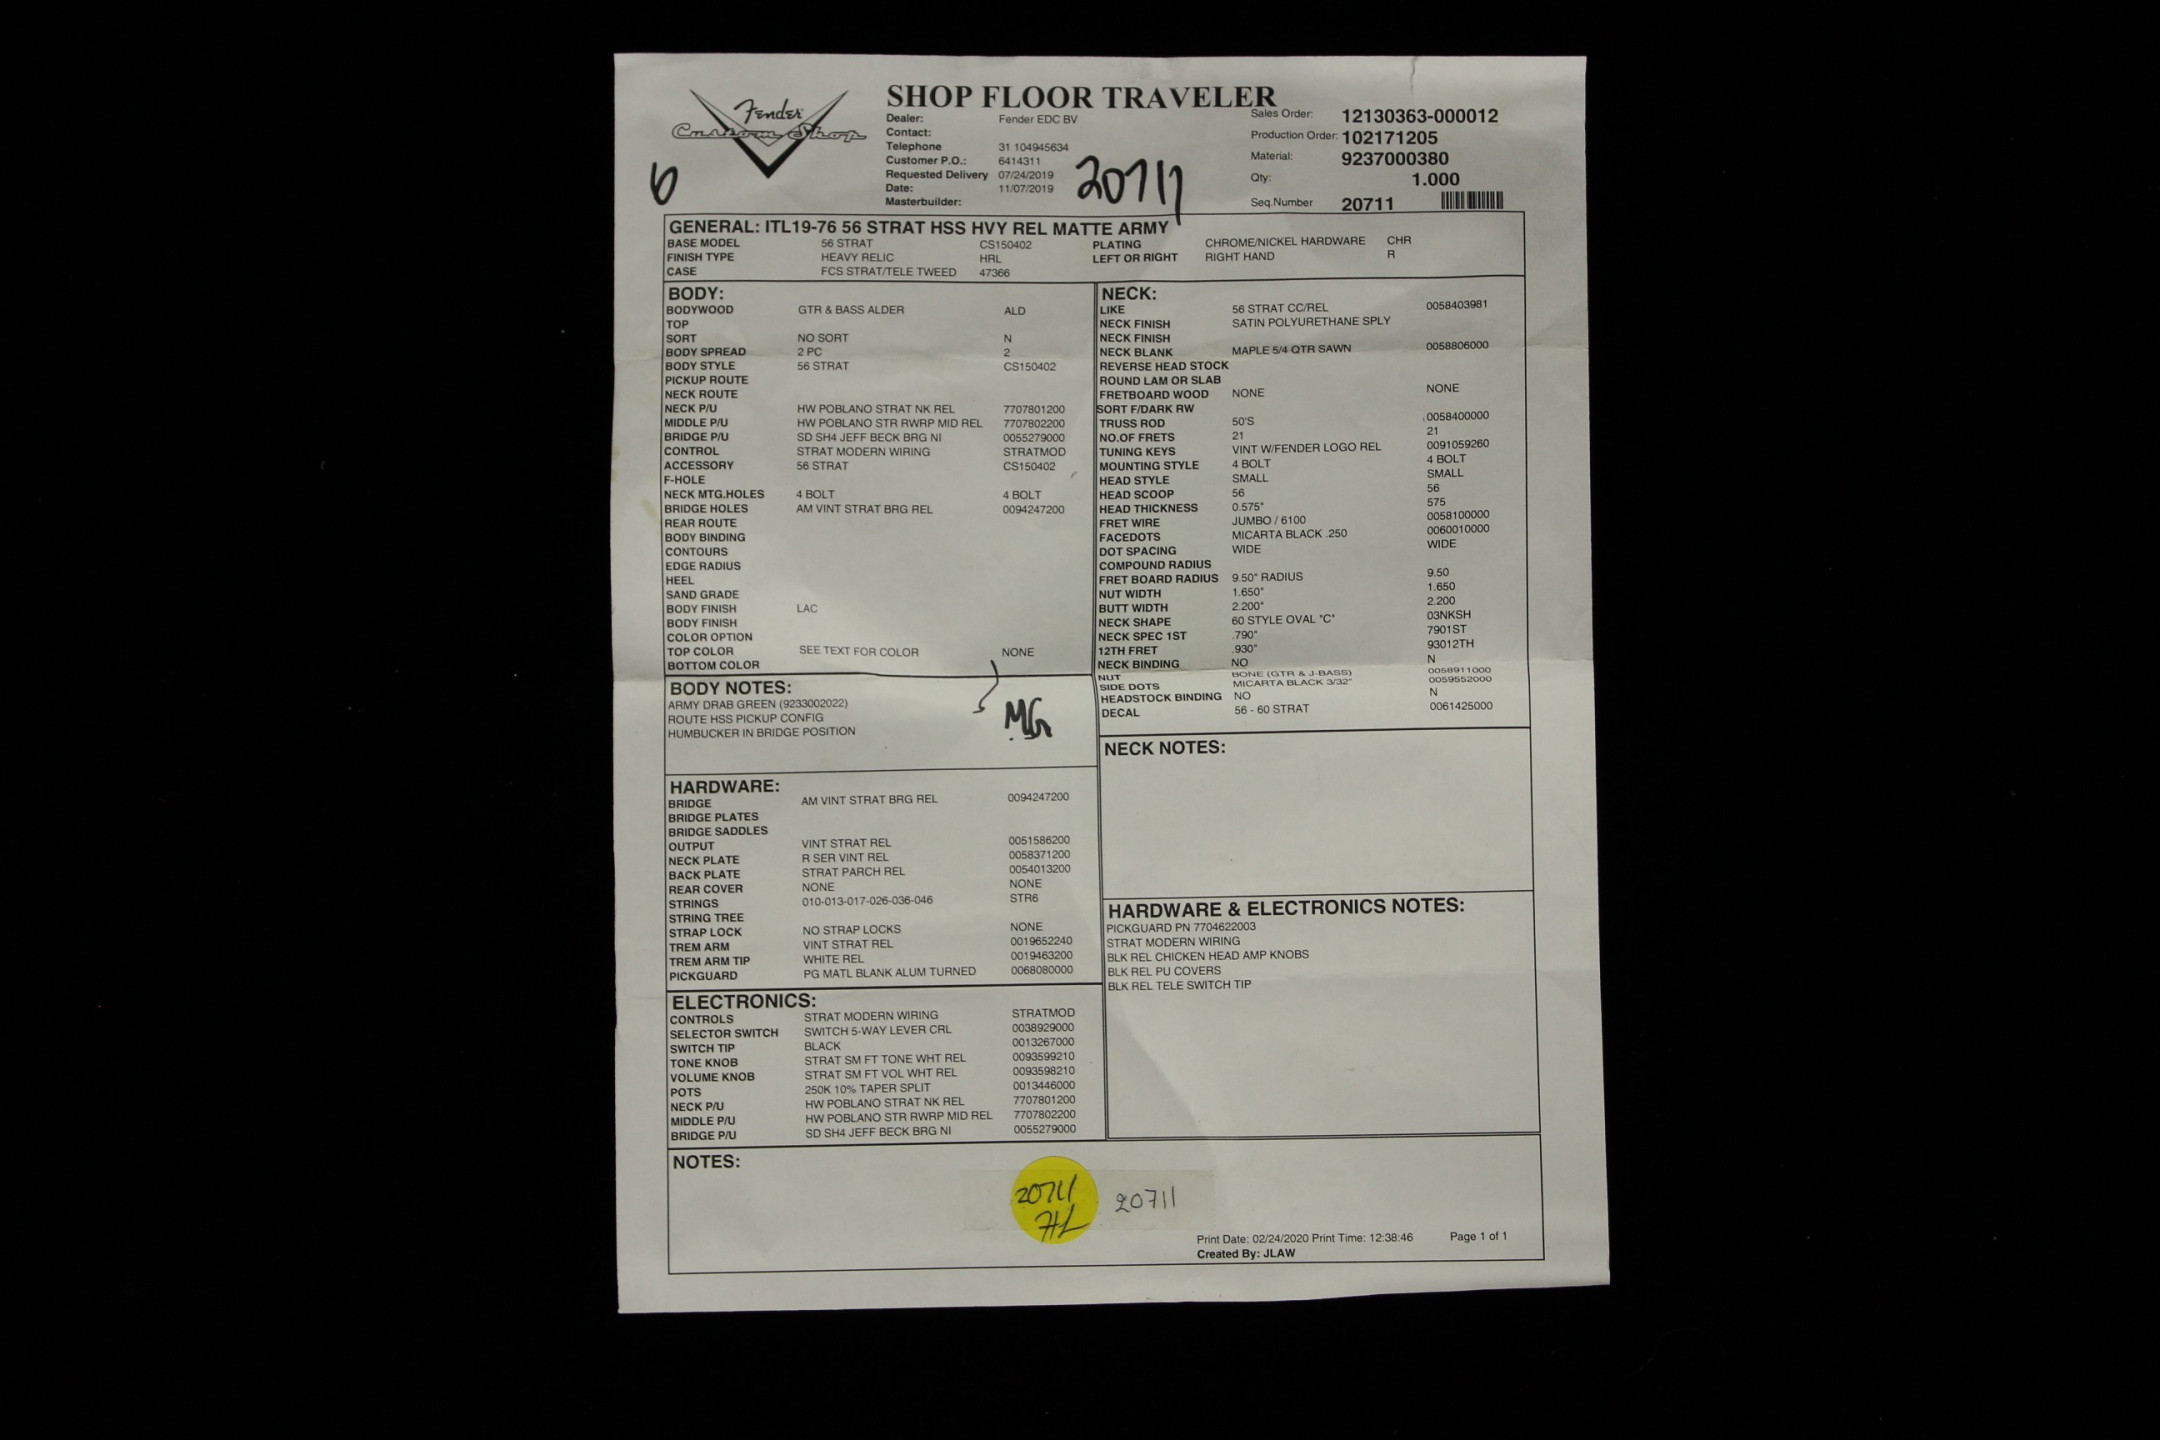 Fender
Custom Shop
SHOP FLOOR TRAVELER
Dealer: Fender EDC BV
Contact:
Telephone 31 104945634
Customer P.O.: 6414311
Requested Delivery 07/24/2019
Date: 11/07/2019
Masterbuilder:
6
20711
Sales Order: 12130363-000012
Production Order: 102171205
Material: 9237000380
Qty: 1.000
Seq.Number 20711
GENERAL: ITL19-76 56 STRAT HSS HVY REL MATTE ARMY
BASE MODEL 56 STRAT CS150402 PLATING CHROME/NICKEL HARDWARE CHR
FINISH TYPE HEAVY RELIC HRL LEFT OR RIGHT RIGHT HAND R
CASE FCS STRAT/TELE TWEED 47366
BODY:
BODYWOOD GTR & BASS ALDER ALD
TOP
SORT NO SORT N
BODY SPREAD 2 PC 2
BODY STYLE 56 STRAT CS150402
PICKUP ROUTE
NECK ROUTE
NECK P/U HW POBLANO STRAT NK REL 7707801200
MIDDLE P/U HW POBLANO STR RWRP MID REL 7707802200
BRIDGE P/U SD SH4 JEFF BECK BRG NI 0055279000
CONTROL STRAT MODERN WIRING STRATMOD
ACCESSORY 56 STRAT CS150402
F-HOLE
NECK MTG.HOLES 4 BOLT 4 BOLT
BRIDGE HOLES AM VINT STRAT BRG REL 0094247200
REAR ROUTE
BODY BINDING
CONTOURS
EDGE RADIUS
HEEL
SAND GRADE
BODY FINISH LAC
BODY FINISH
COLOR OPTION
TOP COLOR SEE TEXT FOR COLOR NONE
BOTTOM COLOR
BODY NOTES:
ARMY DRAB GREEN (9233002022)
ROUTE HSS PICKUP CONFIG
HUMBUCKER IN BRIDGE POSITION
MG
HARDWARE:
BRIDGE AM VINT STRAT BRG REL 0094247200
BRIDGE PLATES
BRIDGE SADDLES
OUTPUT VINT STRAT REL 0051586200
NECK PLATE R SER VINT REL 0058371200
BACK PLATE STRAT PARCH REL 0054013200
REAR COVER NONE NONE
STRINGS 010-013-017-026-036-046 STR6
STRING TREE
STRAP LOCK NO STRAP LOCKS NONE
TREM ARM VINT STRAT REL 0019652240
TREM ARM TIP WHITE REL 0019463200
PICKGUARD PG MATL BLANK ALUM TURNED 0068080000
ELECTRONICS:
CONTROLS STRAT MODERN WIRING STRATMOD
SELECTOR SWITCH SWITCH 5-WAY LEVER CRL 0038929000
SWITCH TIP BLACK 0013267000
TONE KNOB STRAT SM FT TONE WHT REL 0093599210
VOLUME KNOB STRAT SM FT VOL WHT REL 0093598210
POTS 250K 10% TAPER SPLIT 0013446000
NECK P/U HW POBLANO STRAT NK REL 7707801200
MIDDLE P/U HW POBLANO STR RWRP MID REL 7707802200
BRIDGE P/U SD SH4 JEFF BECK BRG NI 0055279000
NECK:
LIKE 56 STRAT CC/REL 0058403981
NECK FINISH SATIN POLYURETHANE SPLY
NECK FINISH
NECK BLANK MAPLE 5/4 QTR SAWN 0058806000
REVERSE HEAD STOCK
ROUND LAM OR SLAB
FRETBOARD WOOD NONE NONE
SORT F/DARK RW
TRUSS ROD 50'S 0058400000
NO.OF FRETS 21 21
TUNING KEYS VINT W/FENDER LOGO REL 0091059260
MOUNTING STYLE 4 BOLT 4 BOLT
HEAD STYLE SMALL SMALL
HEAD SCOOP 56 56
HEAD THICKNESS 0.575" 575
FRET WIRE JUMBO / 6100 0058100000
FACEDOTS MICARTA BLACK .250 0060010000
DOT SPACING WIDE WIDE
COMPOUND RADIUS
FRET BOARD RADIUS 9.50" RADIUS 9.50
NUT WIDTH 1.650" 1.650
BUTT WIDTH 2.200" 2.200
NECK SHAPE 60 STYLE OVAL "C" 03NKSH
NECK SPEC 1ST .790" 7901ST
12TH FRET .930" 93012TH
NECK BINDING NO N
NUT BONE (GTR & J-BASS) 0058911000
SIDE DOTS MICARTA BLACK 3/32" 0059552000
HEADSTOCK BINDING NO N
DECAL 56 - 60 STRAT 0061425000
NECK NOTES:
HARDWARE & ELECTRONICS NOTES:
PICKGUARD PN 7704622003
STRAT MODERN WIRING
BLK REL CHICKEN HEAD AMP KNOBS
BLK REL PU COVERS
BLK REL TELE SWITCH TIP
NOTES:
20711
HL
20711
Print Date: 02/24/2020 Print Time: 12:38:46 Page 1 of 1
Created By: JLAW